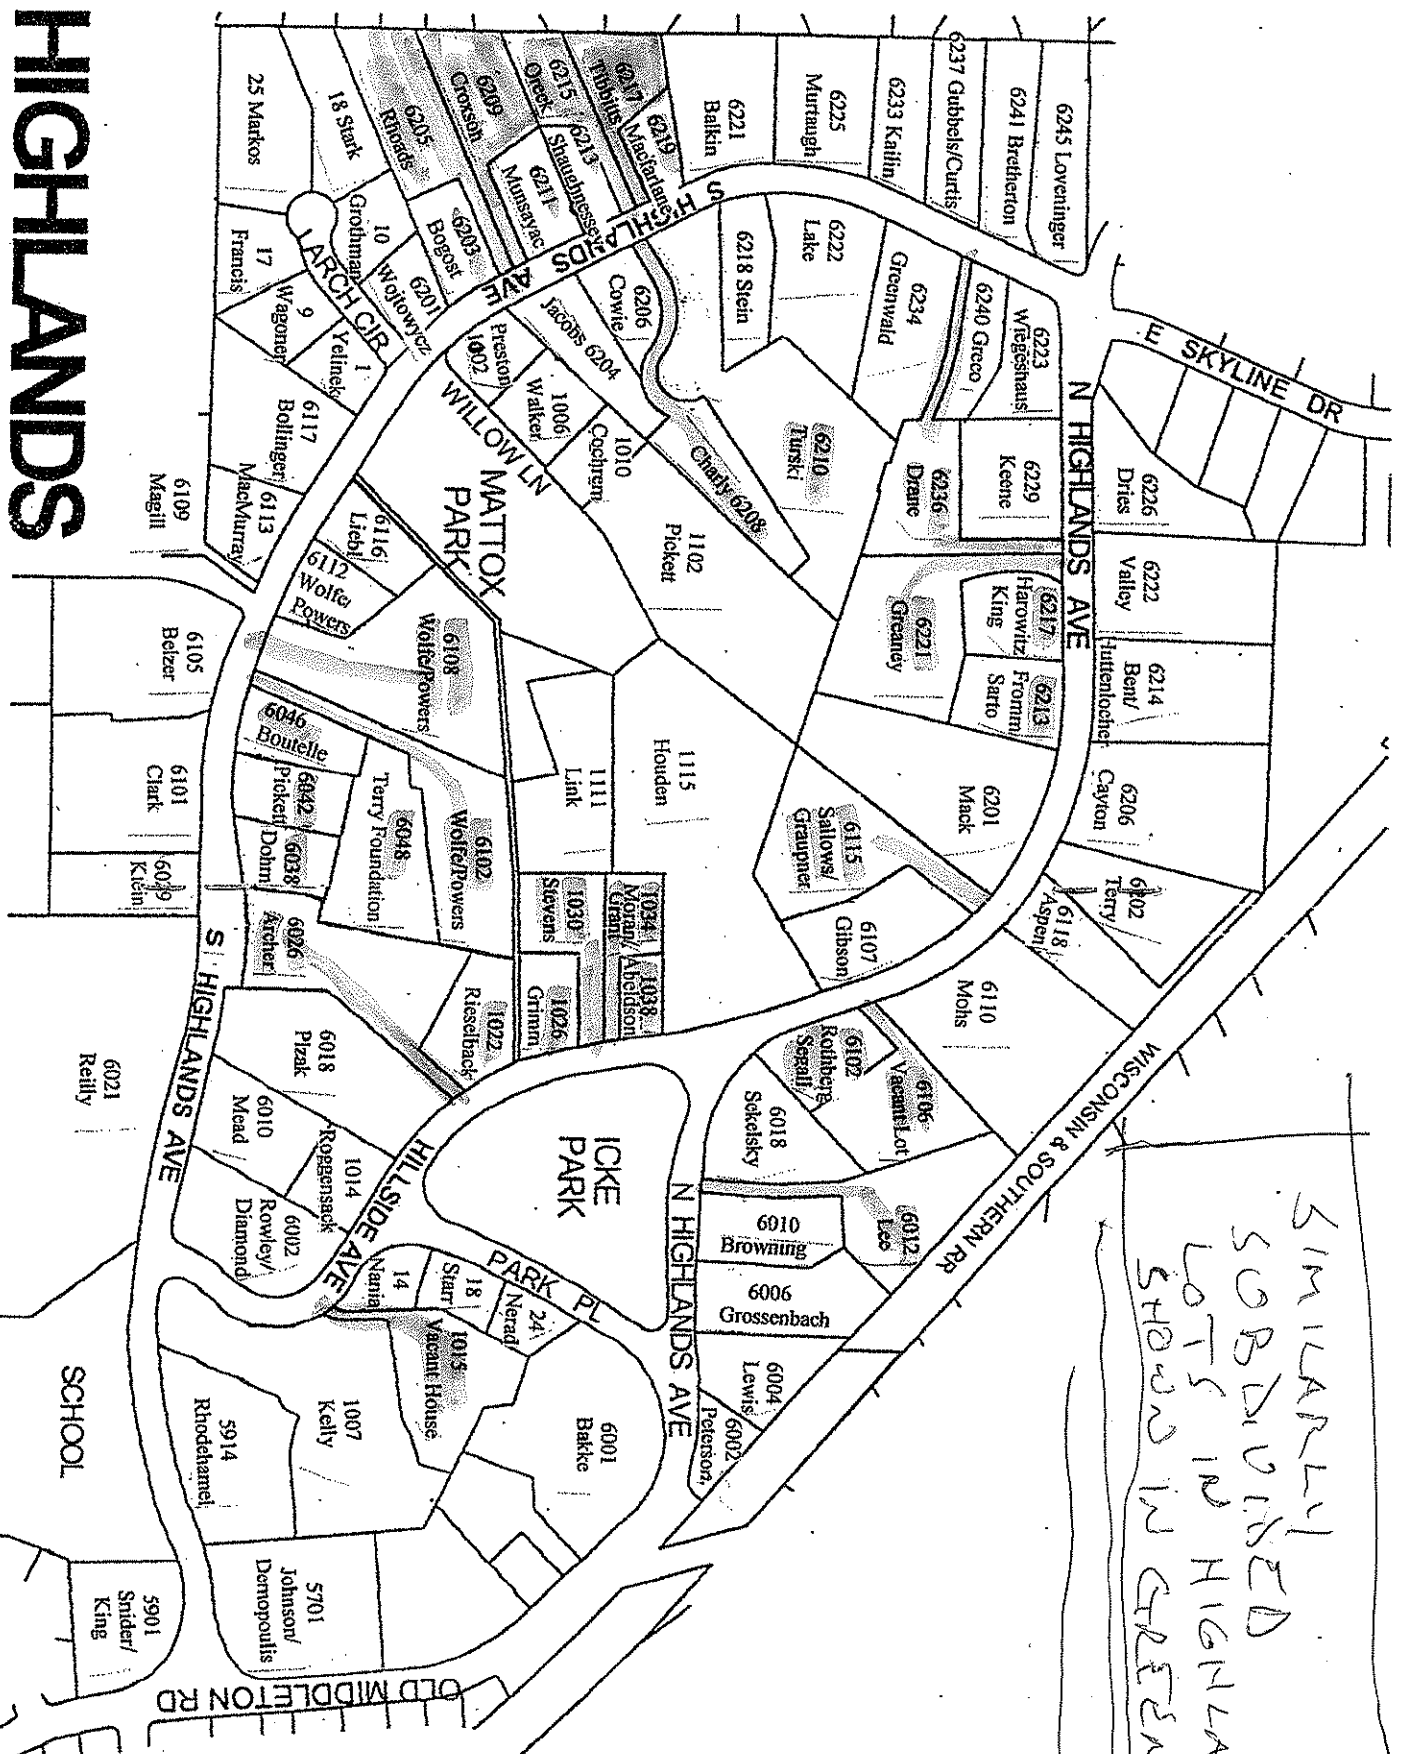 HIGHLANDS
SIMILARLY
SUBDIVIDED
LOTS IN HIGHLA
SHOWN IN GREEN
E SKYLINE DR
N HIGHLANDS AVE
S HIGHLANDS AVE
LARCH CIR
WILLOW LN
MATTOX
PARK
WISCONSIN & SOUTHERN RR
ICKE
PARK
N HIGHLANDS AVE
HILLSIDE AVE
PARK PL
S HIGHLANDS AVE
SCHOOL
OLD MIDDLETON RD
6245 Loveninger
6241 Bretherton
6237 Gubbels/Curtis
6233 Kailin
6225
Murtaugh
6221
Balkin
6219
Macfarlane
6217
Tibbitts
6215
Oreck
6213
Shaughnessey
6211
Munsayac
6209
Croxson
6205
Rhoads
6203
Bogost
6201
Wojtowycz
18 Stark
25 Markos
10
Grothman
17
Francis
9
Wagoner
1
Yelinek
6117
Bollinger
6113
MacMurray
6109
Magill
6105
Belzer
6101
Clark
6039
Klein
6021
Reilly
6223
Wiegeshaus
6240 Greco
6234
Greenwald
6222
Lake
6218 Stein
6206
Cowie
Jacobs 6204
Preston
1002
1006
Walker
1010
Cochrem
Charly 6208
6210
Turski
6236
Drane
6229
Keene
6226
Dries
6222
Valley
6214
Bent/
Huttenlocher
6206
Cayton
6202
Terry
6118
Aspen
6110
Mohs
6217
Harowitz
King
6213
Fromm
Sarto
6221
Greaney
6201
Mack
6115
Sallows/
Graupner
6107
Gibson
1102
Pickett
1115
Houden
1111
Link
6116
Liebl
6112
Wolfe/
Powers
6108
Wolfe/Powers
6102
Wolfe/Powers
6046
Boutelle
6042
Pickett
6038
Dohm
6048
Terry Foundation
6026
Archer
1034
Moran/
Grant
1038
Abeldson
1030
Stevens
1026
Grimm
1022
Rieselback
6018
Plzak
6010
Mead
1014
Roggensack
6002
Rowley/
Diamond
6106
Vacant Lot
6102
Rothberg
Segall
6018
Sekelsky
6012
Lee
6010
Browning
6006
Grossenbach
6004
Lewis
6002
Peterson
14
Nania
18
Starr
24
Nerad
1015
Vacant House
1007
Kelly
5914
Rhodehamel
6001
Bakke
5701
Johnson/
Demopoulis
5901
Snider/
King